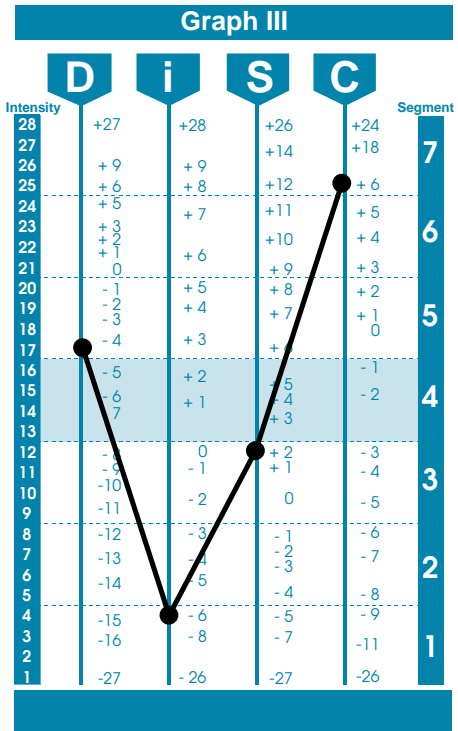 Graph III
D i S C
Intensity Segment
28 +27 +28 +26 +24
27 +14 +18 7
26 + 9 + 9
25 + 6 + 8 +12 + 6
24 + 5 + 7 +11 + 5
23 + 3 6
+ 2 +10 + 4
22 + 1 + 6
21 0 + 9 + 3
20 - 1 + 5 + 8 + 2
19 - 2 + 4 + 7 + 1 5
18 - 3 0
17 - 4 + 3 + 6
16 - 5 + 2 - 1
15 - 6 + 5 - 2 4
14 7 + 1 + 4
13 + 3
12 - 8 0 + 2 - 3
11 - 9 - 1 + 1 - 4 3
10 -10 - 2 0 - 5
9 -11
8 -12 - 3 - 1 - 6
7 -13 - 4 - 2 - 7 2
6 -14 - 5 - 3
5 - 4 - 8
4 -15 - 6 - 5 - 9
3 -16 - 8 - 7 -11 1
2
1 -27 - 26 -27 -26